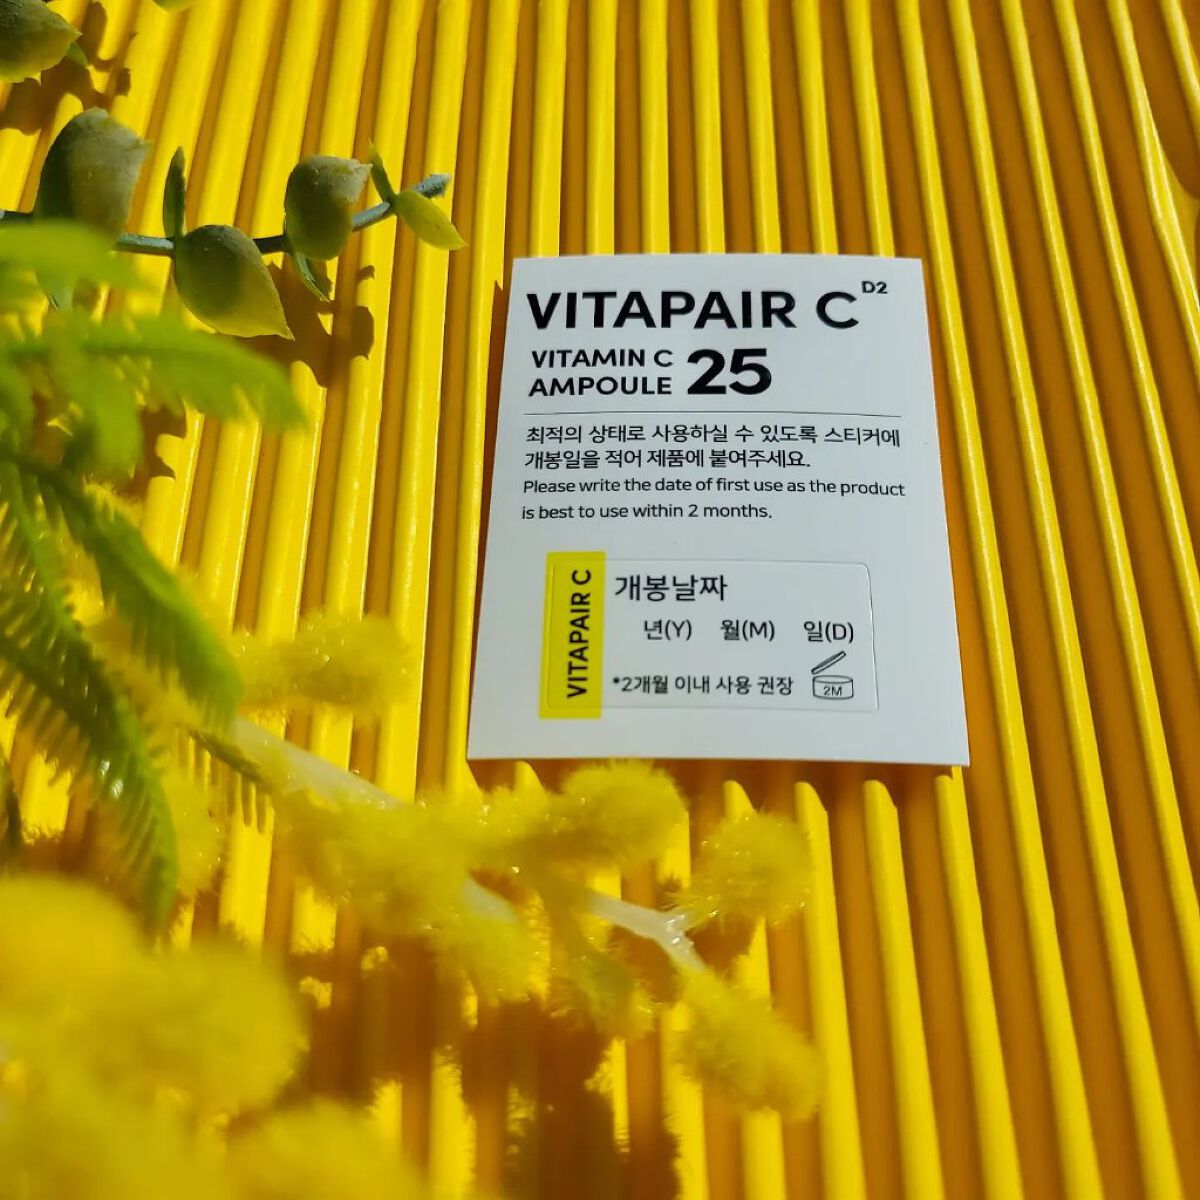 VITAPAIR C D2
VITAMIN C
AMPOULE 25
최적의 상태로 사용하실 수 있도록 스티커에
개봉일을 적어 제품에 붙여주세요.
Please write the date of first use as the product
is best to use within 2 months.
VITAPAIR C
개봉날짜
년(Y) 월(M) 일(D)
*2개월 이내 사용 권장
2M